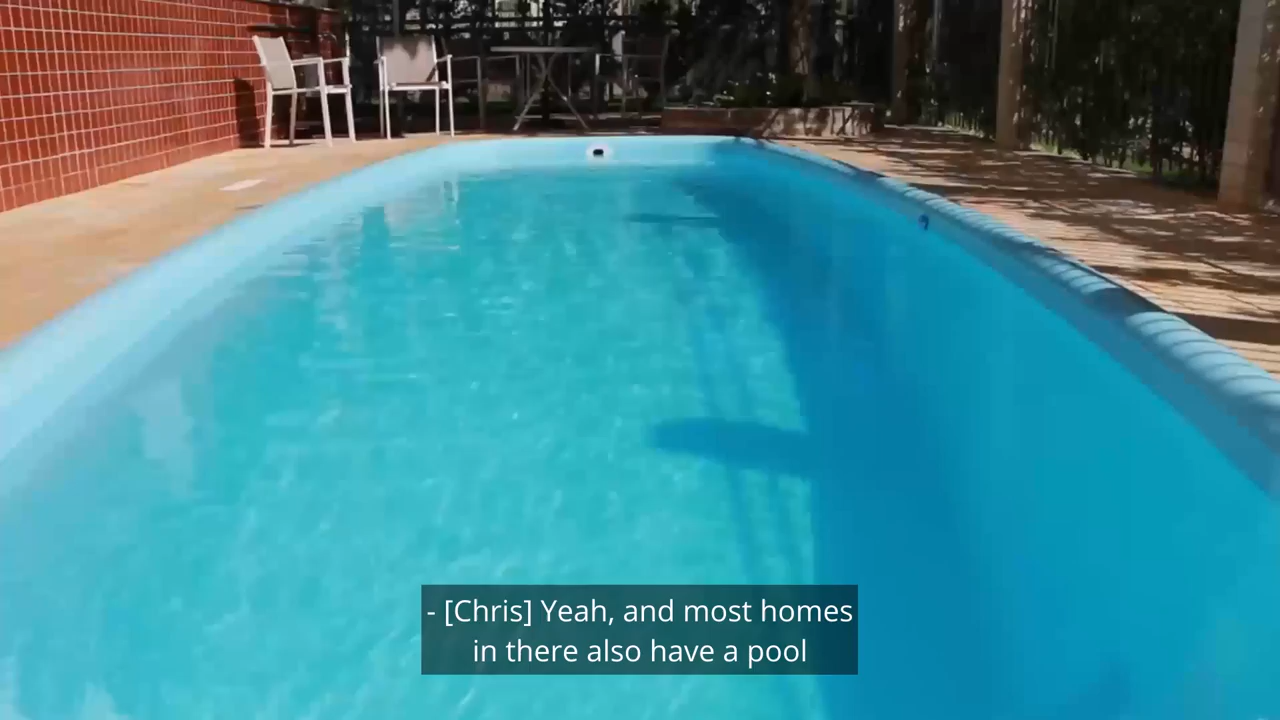 - [Chris] Yeah, and most homes
in there also have a pool